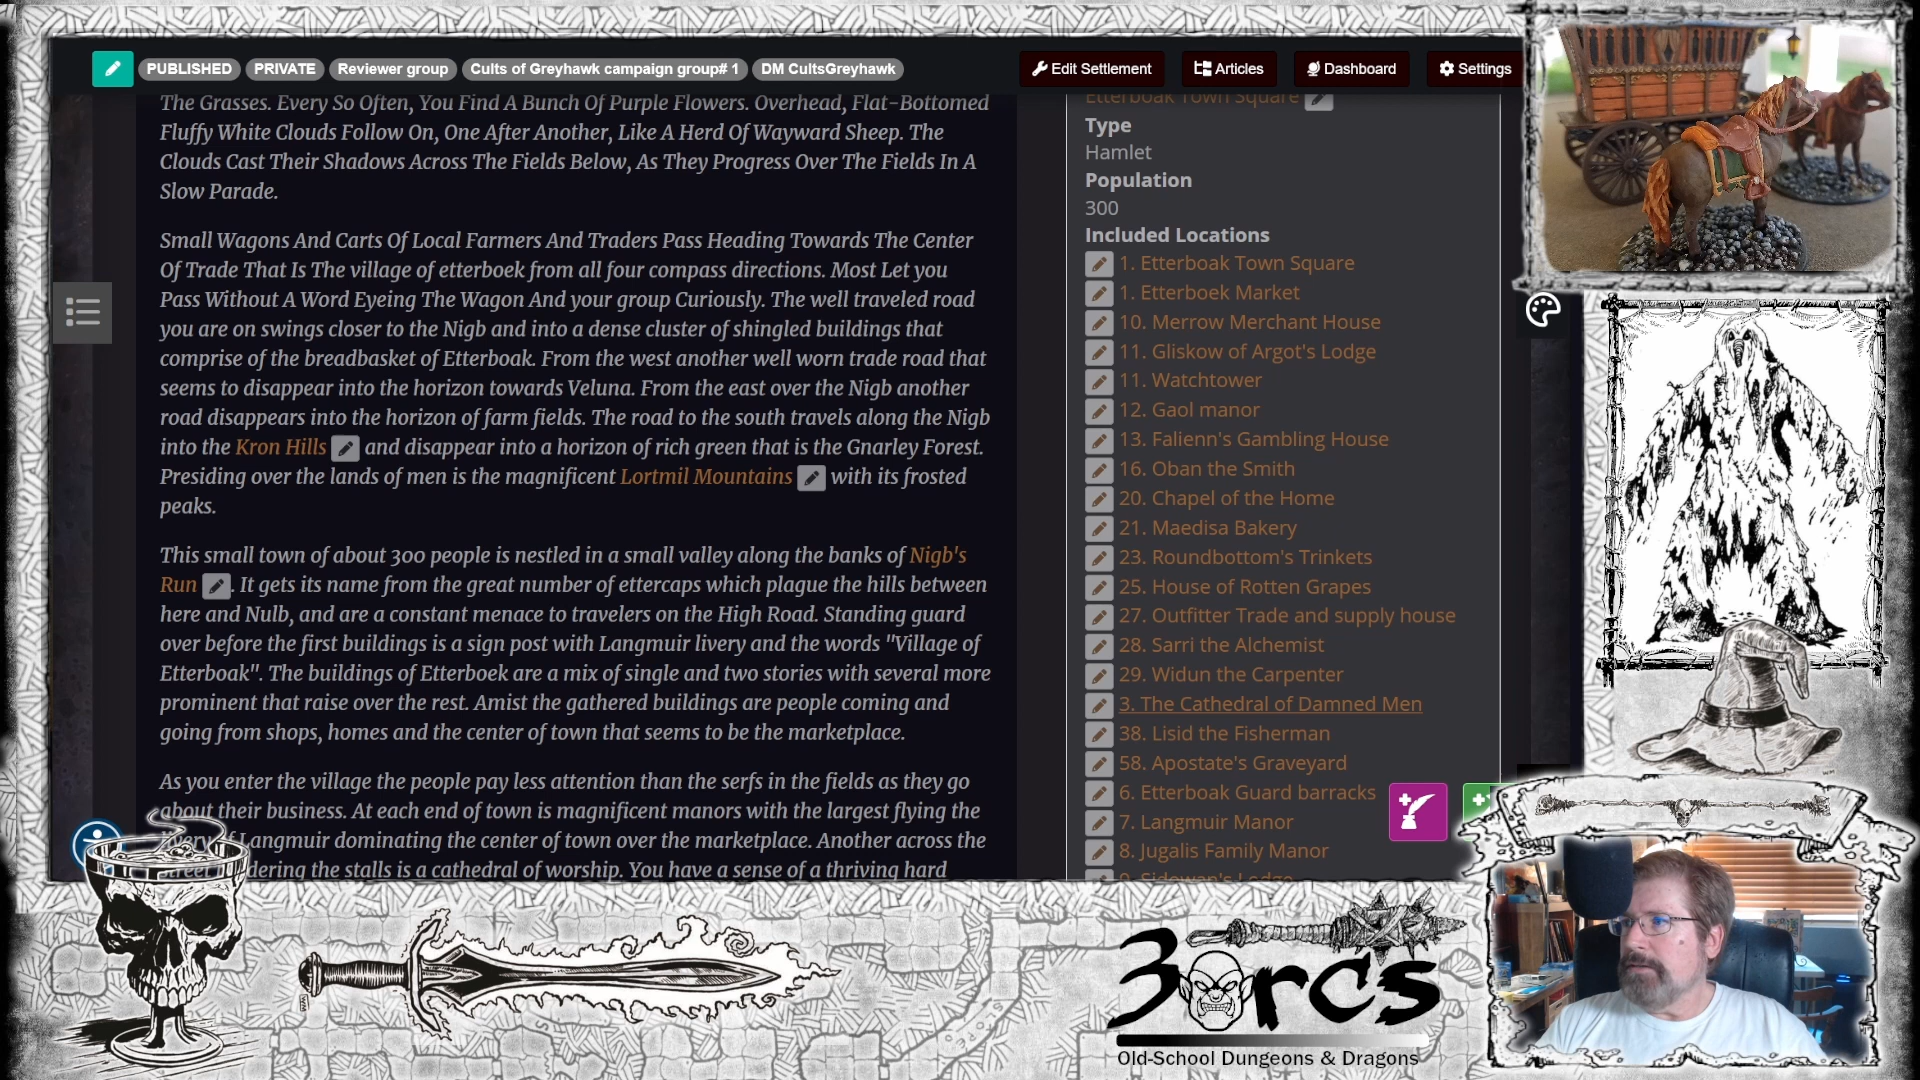 PUBLISHED PRIVATE Reviewer group Cults of Greyhawk campaign group# 1 DM CultsGreyhawk
Edit Settlement Articles Dashboard Settings
The Grasses. Every So Often, You Find A Bunch Of Purple Flowers. Overhead, Flat-Bottomed
Fluffy White Clouds Follow On, One After Another, Like A Herd Of Wayward Sheep. The
Clouds Cast Their Shadows Across The Fields Below, As They Progress Over The Fields In A
Slow Parade.
Small Wagons And Carts Of Local Farmers And Traders Pass Heading Towards The Center
Of Trade That Is The village of etterboek from all four compass directions. Most Let you
Pass Without A Word Eyeing The Wagon And your group Curiously. The well traveled road
you are on swings closer to the Nigb and into a dense cluster of shingled buildings that
comprise of the breadbasket of Etterboak. From the west another well worn trade road that
seems to disappear into the horizon towards Veluna. From the east over the Nigb another
road disappears into the horizon of farm fields. The road to the south travels along the Nigb
into the Kron Hills and disappear into a horizon of rich green that is the Gnarley Forest.
Presiding over the lands of men is the magnificent Lortmil Mountains with its frosted
peaks.
This small town of about 300 people is nestled in a small valley along the banks of Nigb's
Run . It gets its name from the great number of ettercaps which plague the hills between
here and Nulb, and are a constant menace to travelers on the High Road. Standing guard
over before the first buildings is a sign post with Langmuir livery and the words "Village of
Etterboak". The buildings of Etterboek are a mix of single and two stories with several more
prominent that raise over the rest. Amist the gathered buildings are people coming and
going from shops, homes and the center of town that seems to be the marketplace.
As you enter the village the people pay less attention than the serfs in the fields as they go
about their business. At each end of town is magnificent manors with the largest flying the
of Langmuir dominating the center of town over the marketplace. Another across the
dering the stalls is a cathedral of worship. You have a sense of a thriving hard
Etterboak Town Square
Type
Hamlet
Population
300
Included Locations
1. Etterboak Town Square
1. Etterboek Market
10. Merrow Merchant House
11. Gliskow of Argot's Lodge
11. Watchtower
12. Gaol manor
13. Falienn's Gambling House
16. Oban the Smith
20. Chapel of the Home
21. Maedisa Bakery
23. Roundbottom's Trinkets
25. House of Rotten Grapes
27. Outfitter Trade and supply house
28. Sarri the Alchemist
29. Widun the Carpenter
3. The Cathedral of Damned Men
38. Lisid the Fisherman
58. Apostate's Graveyard
6. Etterboak Guard barracks
7. Langmuir Manor
8. Jugalis Family Manor
9. Sidowan's Lodge
3 orcs
Old-School Dungeons & Dragons